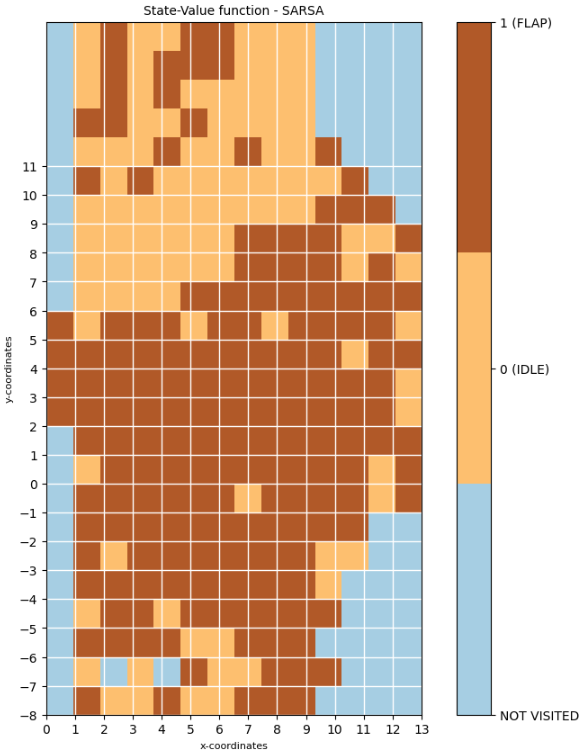 State-Value function - SARSA
1 (FLAP)
11
10
9
8
7
6
5
4
3
2
1
0
−1
−2
−3
−4
−5
−6
−7
−8
y-coordinates
0 (IDLE)
NOT VISITED
0 1 2 3 4 5 6 7 8 9 10 11 12 13
x-coordinates